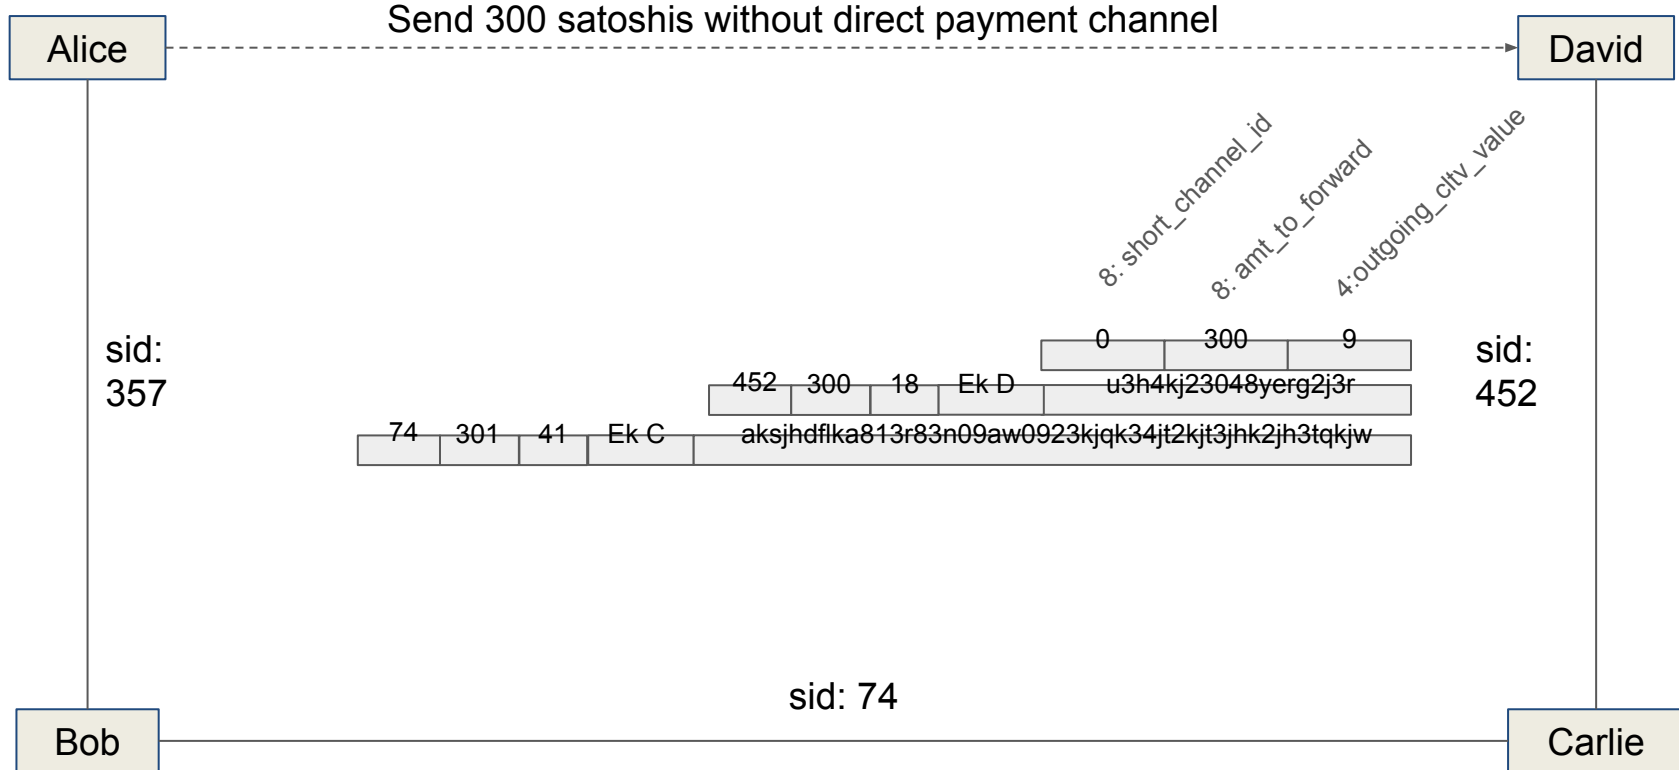 Send 300 satoshis without direct payment channel
Alice
David
8: short_channel_id
8: amt_to_forward
4:outgoing_cltv_value
sid:
357
0 300 9
sid:
452
452 300 18 Ek D u3h4kj23048yerg2j3r
74 301 41 Ek C aksjhdflka813r83n09aw0923kjqk34jt2kjt3jhk2jh3tqkjw
sid: 74
Bob
Carlie